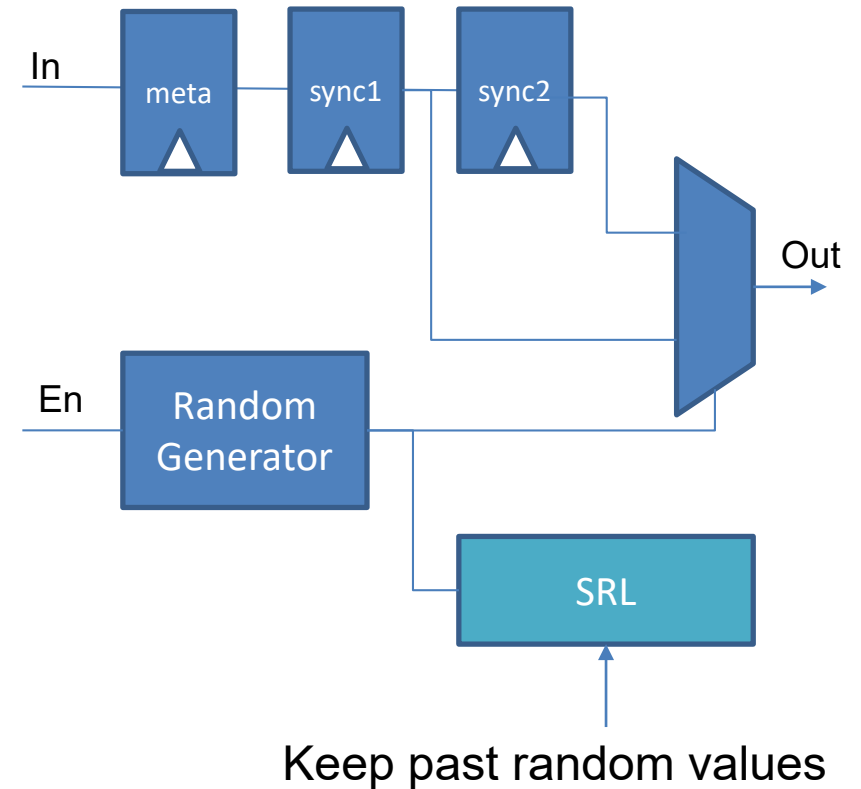 In
meta
sync1
sync2
Out
En
Random
Generator
SRL
Keep past random values